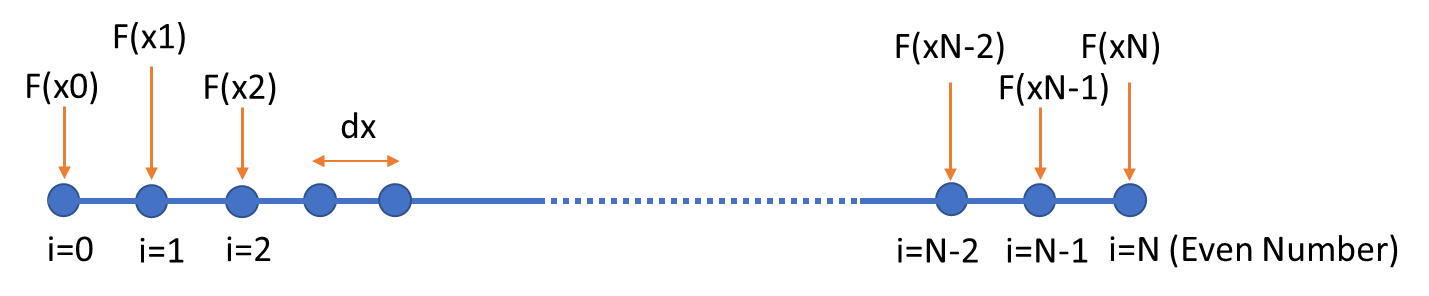 F(x1)
F(x0)
F(x2)
dx
F(xN-2)
F(xN)
F(xN-1)
i=0
i=1
i=2
i=N-2
i=N-1
i=N (Even Number)